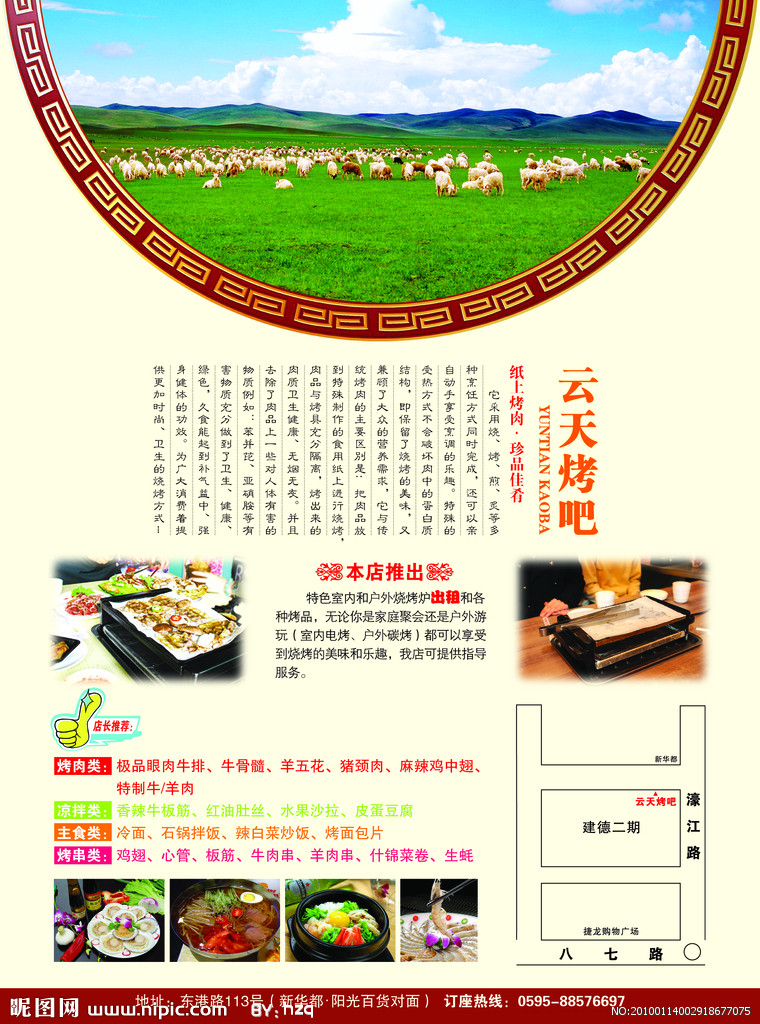 云天烤吧
YUNTIAN KAOBA
纸上烤肉·珍品佳肴
它采用烧、烤、煎、炙等多
种烹饪方式同时完成，还可以亲
自动手享受烹调的乐趣。特殊的
受热方式不会破坏肉中的蛋白质
结构，即保留了烧烤的美味，又
兼顾了大众的营养需求，它与传
统烤肉的主要区别是：把肉品放
到特殊制作的食用纸上进行烧烤，
肉品与烤具充分隔离，烤出来的
肉质卫生健康、无烟无炙。并且
去除了肉品上一些对人体有害的
物质例如：苯并芘、亚硝胺等有
害物质充分做到了卫生、健康、
绿色，久食能起到补气益中、强
身健体的功效。为广大消费着提
供更加时尚、卫生的烧烤方式！
本店推出
特色室内和户外烧烤炉出租和各
种烤品，无论你是家庭聚会还是户外游
玩（室内电烤、户外碳烤）都可以享受
到烧烤的美味和乐趣，我店可提供指导
服务。
店长推荐：
烤肉类：极品眼肉牛排、牛骨髓、羊五花、猪颈肉、麻辣鸡中翅、
特制牛/羊肉
凉拌类：香辣牛板筋、红油肚丝、水果沙拉、皮蛋豆腐
主食类：冷面、石锅拌饭、辣白菜炒饭、烤面包片
烤串类：鸡翅、心管、板筋、牛肉串、羊肉串、什锦菜卷、生蚝
新华都
云天烤吧
建德二期
濠江路
捷龙购物广场
八七路
地址：东港路113号（新华都·阳光百货对面） 订座热线：0595-88576697
昵图网 www.nipic.com BY:hzq
NO:20100114002918677075